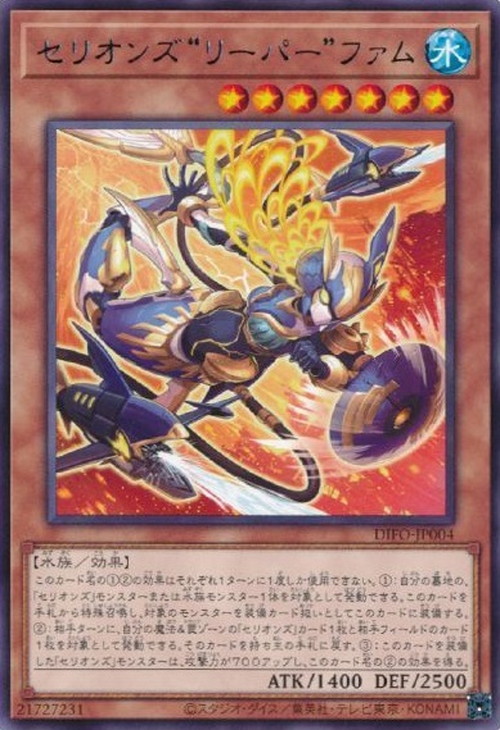 セリオンズ“リーパー”ファム
水
DIFO-JP004
【水族／効果】
このカード名の①②の効果はそれぞれ1ターンに1度しか使用できない。①：自分の墓地の、
「セリオンズ」モンスターまたは水族モンスター1体を対象として発動できる。このカードを
手札から特殊召喚し、対象のモンスターを装備カード扱いとしてこのカードに装備する。
②：相手ターンに、自分の魔法＆罠ゾーンの「セリオンズ」カード1枚と相手フィールドのカード
1枚を対象として発動できる。そのカードを持ち主の手札に戻す。③：このカードを装備
した「セリオンズ」モンスターは、攻撃力が700アップし、このカード名の②の効果を得る。
ATK/1400 DEF/2500
21727231 ©スタジオ・ダイス／集英社・テレビ東京・KONAMI